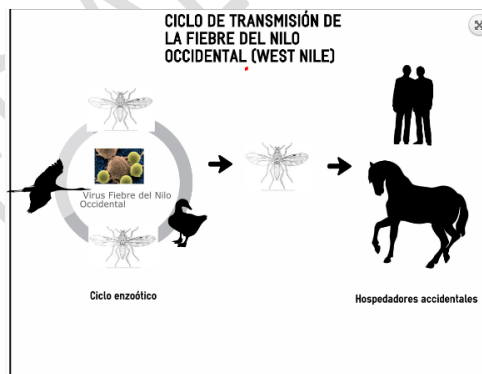 CICLO DE TRANSMISIÓN DE
LA FIEBRE DEL NILO
OCCIDENTAL (WEST NILE)
Virus Fiebre del Nilo
Occidental
Ciclo enzoótico
Hospedadores accidentales